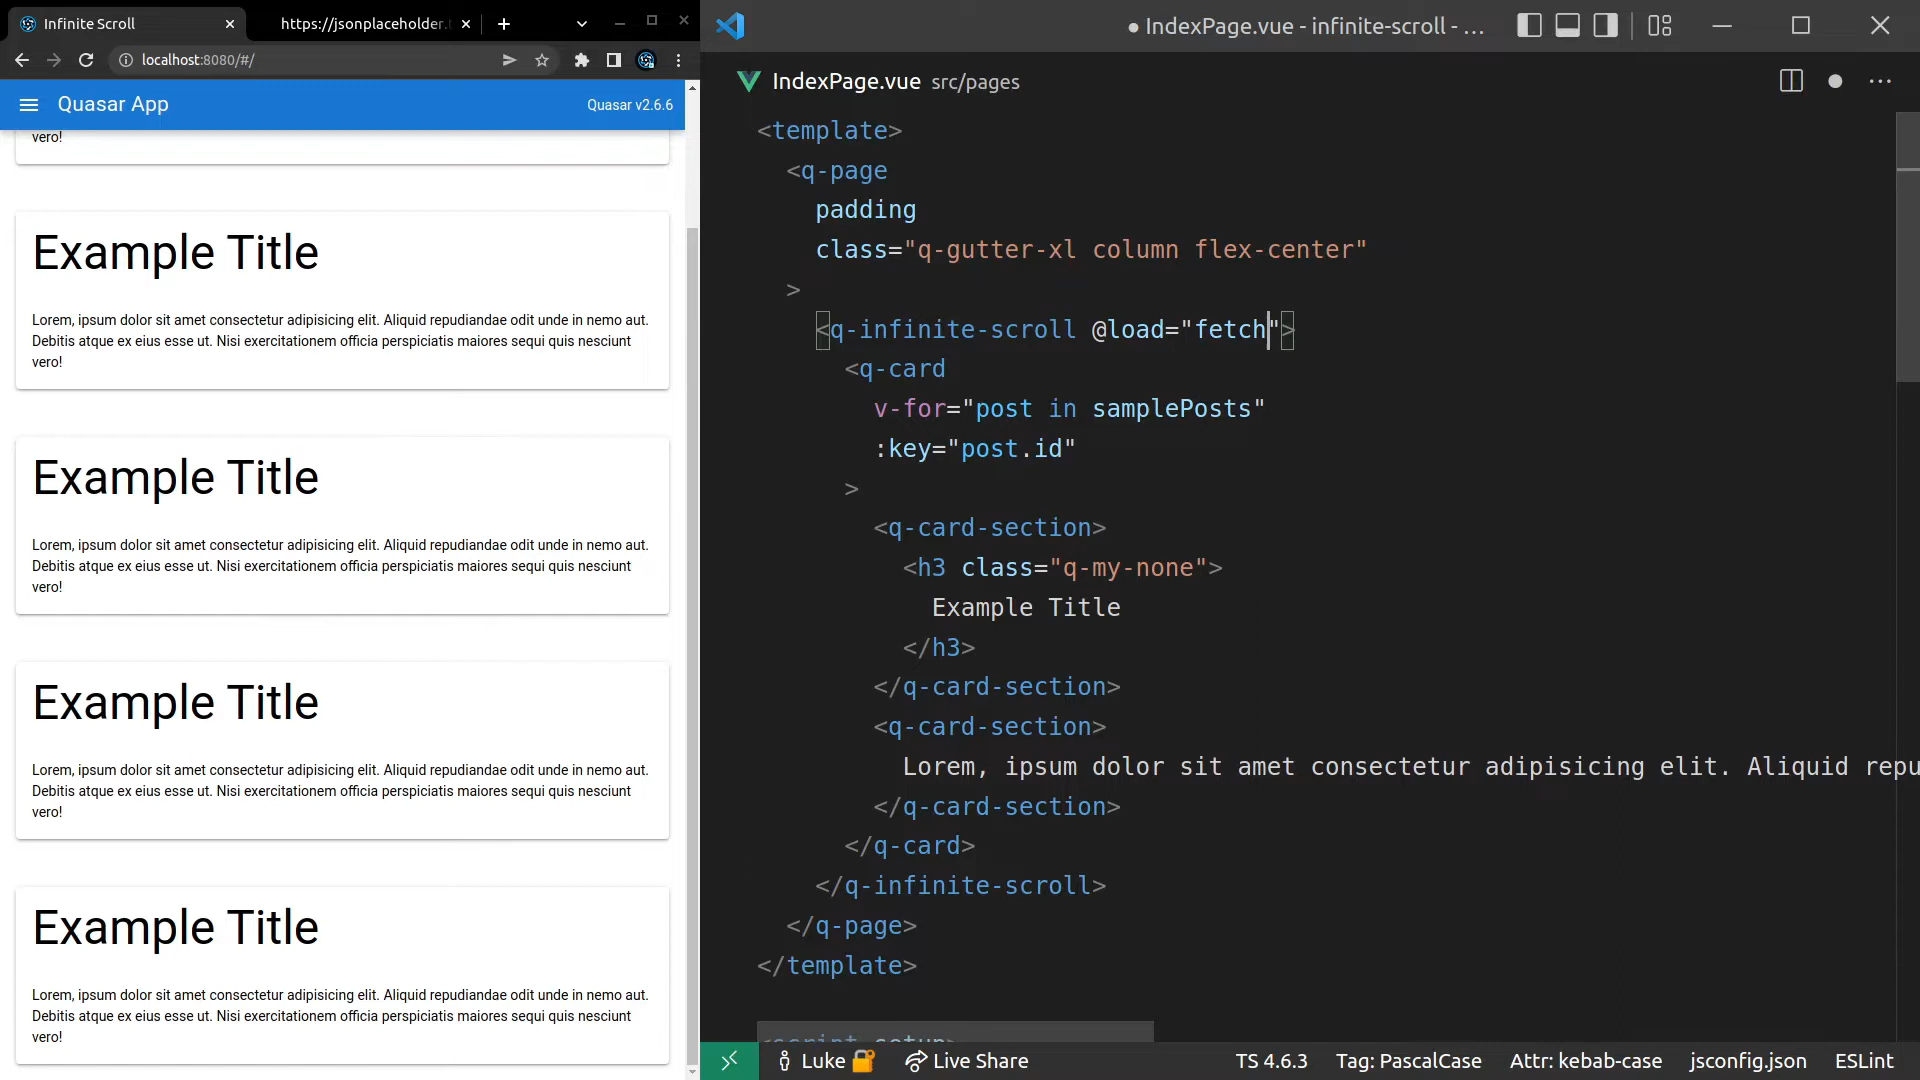 Infinite Scroll
https://jsonplaceholder.t
localhost:8080/#/
Quasar App
Quasar v2.6.6
vero!
Example Title
Lorem, ipsum dolor sit amet consectetur adipisicing elit. Aliquid repudiandae odit unde in nemo aut.
Debitis atque ex eius esse ut. Nisi exercitationem officia perspiciatis maiores sequi quis nesciunt
vero!
Example Title
Lorem, ipsum dolor sit amet consectetur adipisicing elit. Aliquid repudiandae odit unde in nemo aut.
Debitis atque ex eius esse ut. Nisi exercitationem officia perspiciatis maiores sequi quis nesciunt
vero!
Example Title
Lorem, ipsum dolor sit amet consectetur adipisicing elit. Aliquid repudiandae odit unde in nemo aut.
Debitis atque ex eius esse ut. Nisi exercitationem officia perspiciatis maiores sequi quis nesciunt
vero!
Example Title
Lorem, ipsum dolor sit amet consectetur adipisicing elit. Aliquid repudiandae odit unde in nemo aut.
Debitis atque ex eius esse ut. Nisi exercitationem officia perspiciatis maiores sequi quis nesciunt
vero!
● IndexPage.vue - infinite-scroll - ...
IndexPage.vue src/pages
<template>
<q-page
padding
class="q-gutter-xl column flex-center"
>
<q-infinite-scroll @load="fetch">
<q-card
v-for="post in samplePosts"
:key="post.id"
>
<q-card-section>
<h3 class="q-my-none">
Example Title
</h3>
</q-card-section>
<q-card-section>
Lorem, ipsum dolor sit amet consectetur adipisicing elit. Aliquid repu
</q-card-section>
</q-card>
</q-infinite-scroll>
</q-page>
</template>
<script setup>
Luke
Live Share
TS 4.6.3
Tag: PascalCase
Attr: kebab-case
jsconfig.json
ESLint